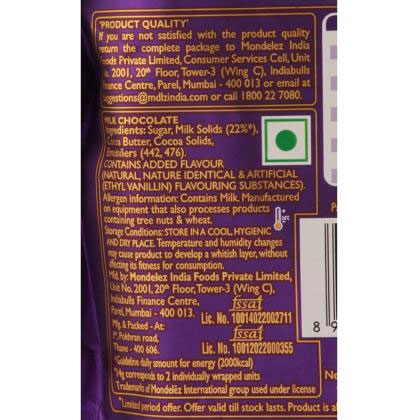 'PRODUCT QUALITY'
If you are not satisfied with the product quality
return the complete package to Mondelez India
Foods Private Limited, Consumer Services Cell, Unit
No. 2001, 20th Floor, Tower-3 (Wing C), Indiabulls
Finance Centre, Parel, Mumbai - 400 013 or email at
suggestions@mdlzindia.com or call 1800 22 7080.
MILK CHOCOLATE
Ingredients: Sugar, Milk Solids (22%*),
Cocoa Butter, Cocoa Solids,
Emulsifiers (442, 476).
CONTAINS ADDED FLAVOUR
(NATURAL, NATURE IDENTICAL & ARTIFICIAL
(ETHYL VANILLIN) FLAVOURING SUBSTANCES).
Allergen information: Contains Milk. Manufactured
on equipment that also processes products
containing tree nuts & wheat.
Storage Conditions: STORE IN A COOL, HYGIENIC
AND DRY PLACE. Temperature and humidity changes
may cause product to develop a whitish layer, without
affecting its fitness for consumption.
Mfd. by: Mondelez India Foods Private Limited,
Unit No. 2001, 20th Floor, Tower-3 (Wing C),
Indiabulls Finance Centre,
Parel, Mumbai - 400 013.
fssai
Lic. No. 10014022002711
Mfg. & Packed - At:
1st, Pokhran road,
Thane - 400 606.
fssai
Lic. No. 10012022000355
^Guideline daily amount for energy (2000kcal)
~14g corresponds to 2 individually wrapped units
Trademarks of Mondelēz International group used under license
*Limited period offer. Offer valid till stock lasts. Product is al
8 9
No